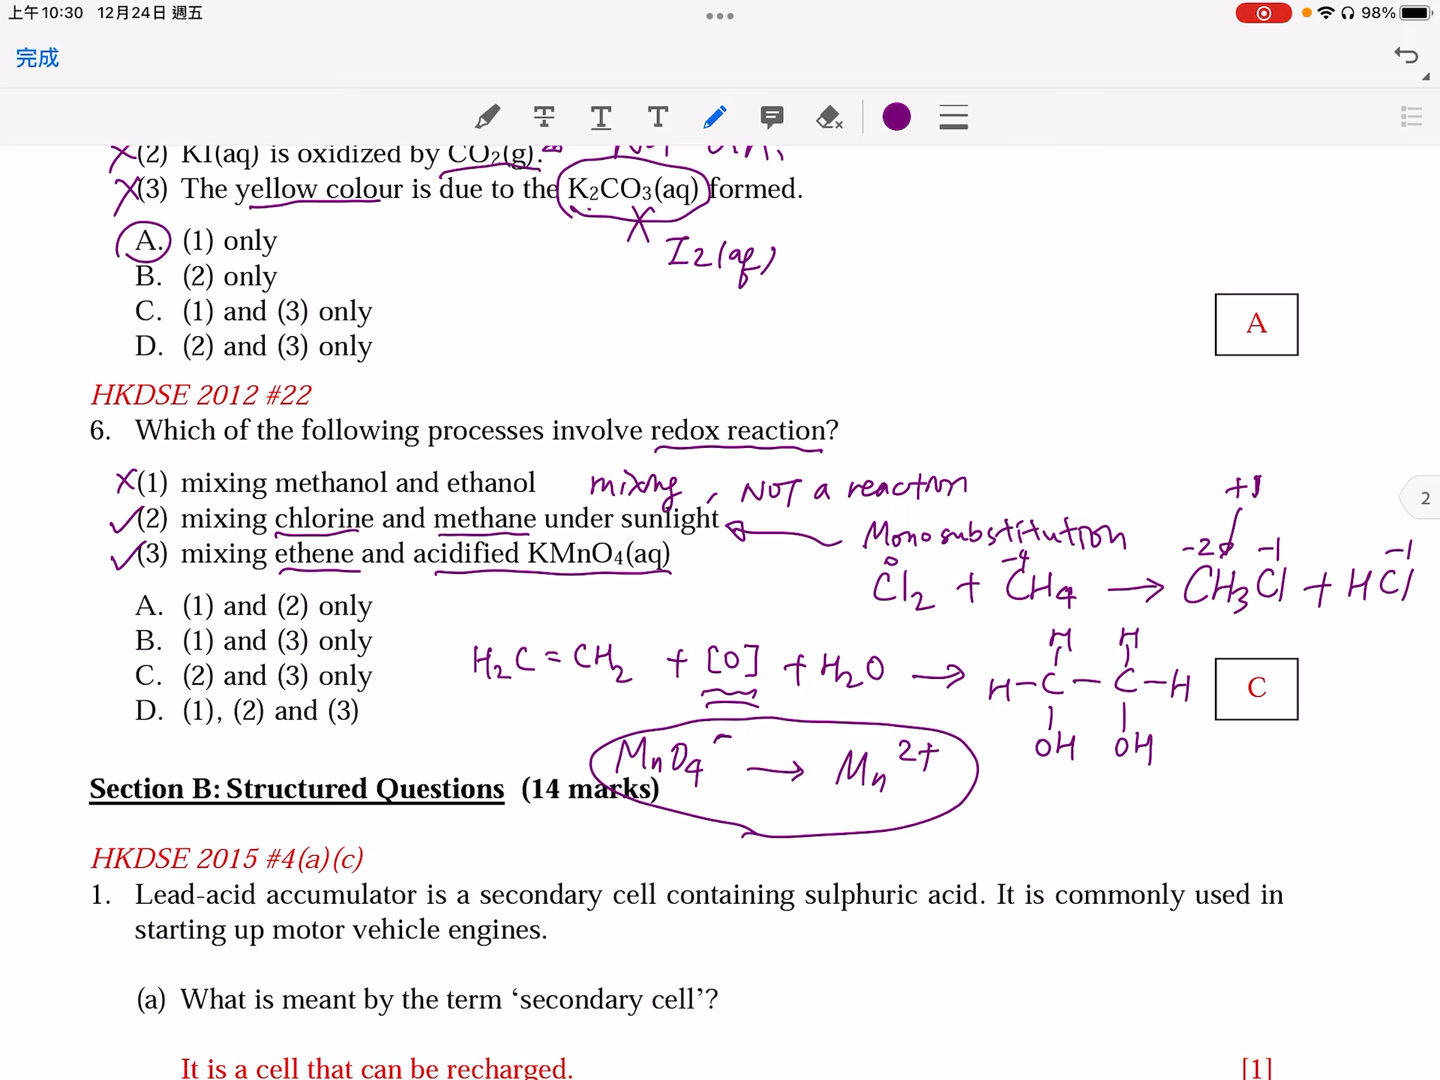 上午10:30 12月24日 週五 98%
完成
(2) KI(aq) is oxidized by CO₂(g).
(3) The yellow colour is due to the K₂CO₃(aq) formed.
A. (1) only
I2(aq)
B. (2) only
C. (1) and (3) only
D. (2) and (3) only
A
HKDSE 2012 #22
6. Which of the following processes involve redox reaction?
(1) mixing methanol and ethanol mixing, NOT a reaction
(2) mixing chlorine and methane under sunlight
Monosubstitution
(3) mixing ethene and acidified KMnO₄(aq)
+1
0 -4 -2 -1 -1
Cl2 + CH4 → CH3Cl + HCl
A. (1) and (2) only
B. (1) and (3) only
C. (2) and (3) only
D. (1), (2) and (3)
H H
H2C=CH2 + [O] + H2O → H-C-C-H
OH OH
C
MnO4⁻ → Mn2+
Section B: Structured Questions (14 marks)
HKDSE 2015 #4(a)(c)
1. Lead-acid accumulator is a secondary cell containing sulphuric acid. It is commonly used in
starting up motor vehicle engines.
(a) What is meant by the term ‘secondary cell’?
It is a cell that can be recharged. [1]
2